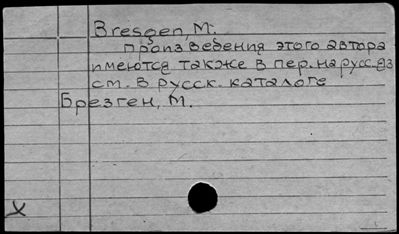 Bresgen, M.
произведения этого автора
имеются также в пер. на русс. яз
см. в русск. каталоге
Брезген, М.
X